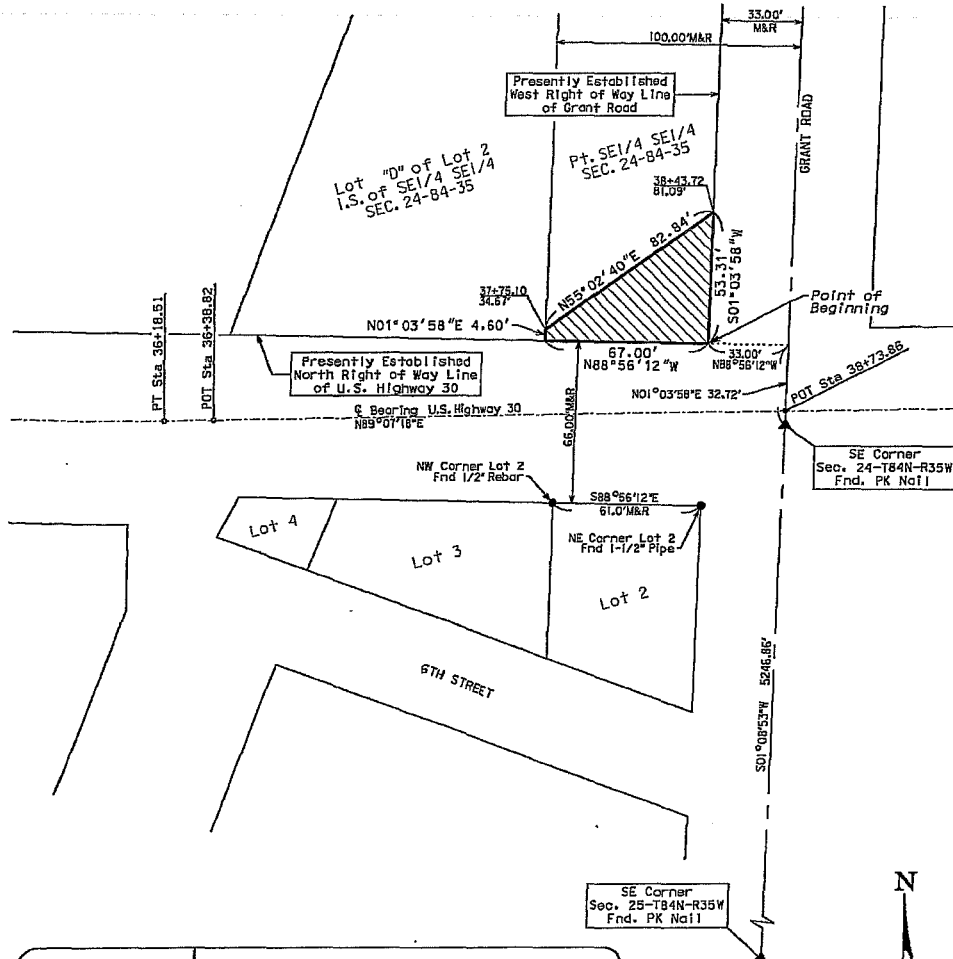 33.00'
M&R
100.00'M&R
Presently Established
West Right of Way Line
of Grant Road
GRANT ROAD
Lot "D" of Lot 2
I.S. of SE1/4 SE1/4
SEC. 24-84-35
Pt. SE1/4 SE1/4
SEC. 24-84-35
38+43.72
81.09'
N55°02'40"E 82.84'
53.31'
S01°03'58"W
37+75.10
34.67'
Point of
Beginning
N01°03'58"E 4.60'
PT Sta 36+18.51
POT Sta 36+38.82
Presently Established
North Right of Way Line
of U.S. Highway 30
67.00'
N88°56'12"W
33.00'
N88°56'12"W
N01°03'58"E 32.72'
POT Sta 38+73.86
℄ Bearing U.S. Highway 30
N89°07'18"E
66.00'M&R
SE Corner
Sec. 24-T84N-R35W
Fnd. PK Nail
NW Corner Lot 2
Fnd 1/2" Rebar
S88°56'12"E
61.0'M&R
NE Corner Lot 2
Fnd 1-1/2" Pipe
Lot 4
Lot 3
Lot 2
6TH STREET
S01°08'53"W 5246.86'
SE Corner
Sec. 25-T84N-R35W
Fnd. PK Nail
N